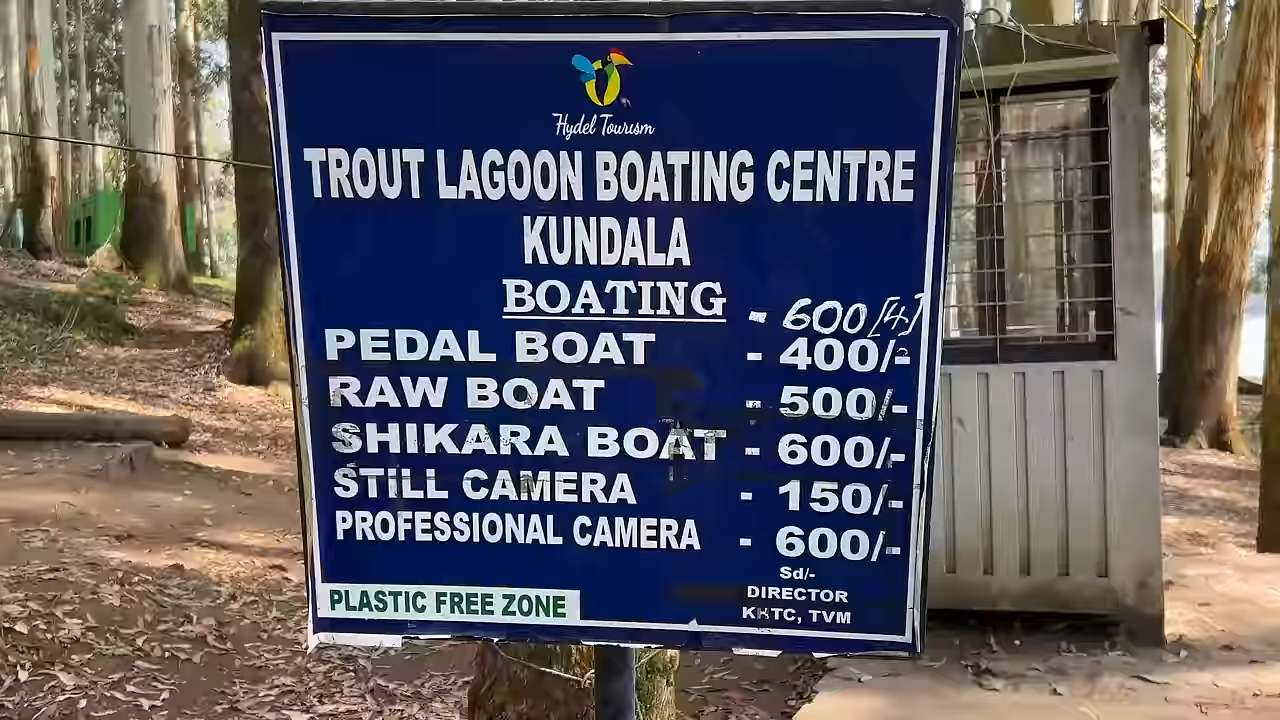 Hydel Tourism
TROUT LAGOON BOATING CENTRE
KUNDALA
BOATING - 600 [4]
PEDAL BOAT - 400/-
RAW BOAT - 500/-
SHIKARA BOAT - 600/-
STILL CAMERA - 150/-
PROFESSIONAL CAMERA - 600/-
Sd/-
DIRECTOR
KHTC, TVM
PLASTIC FREE ZONE